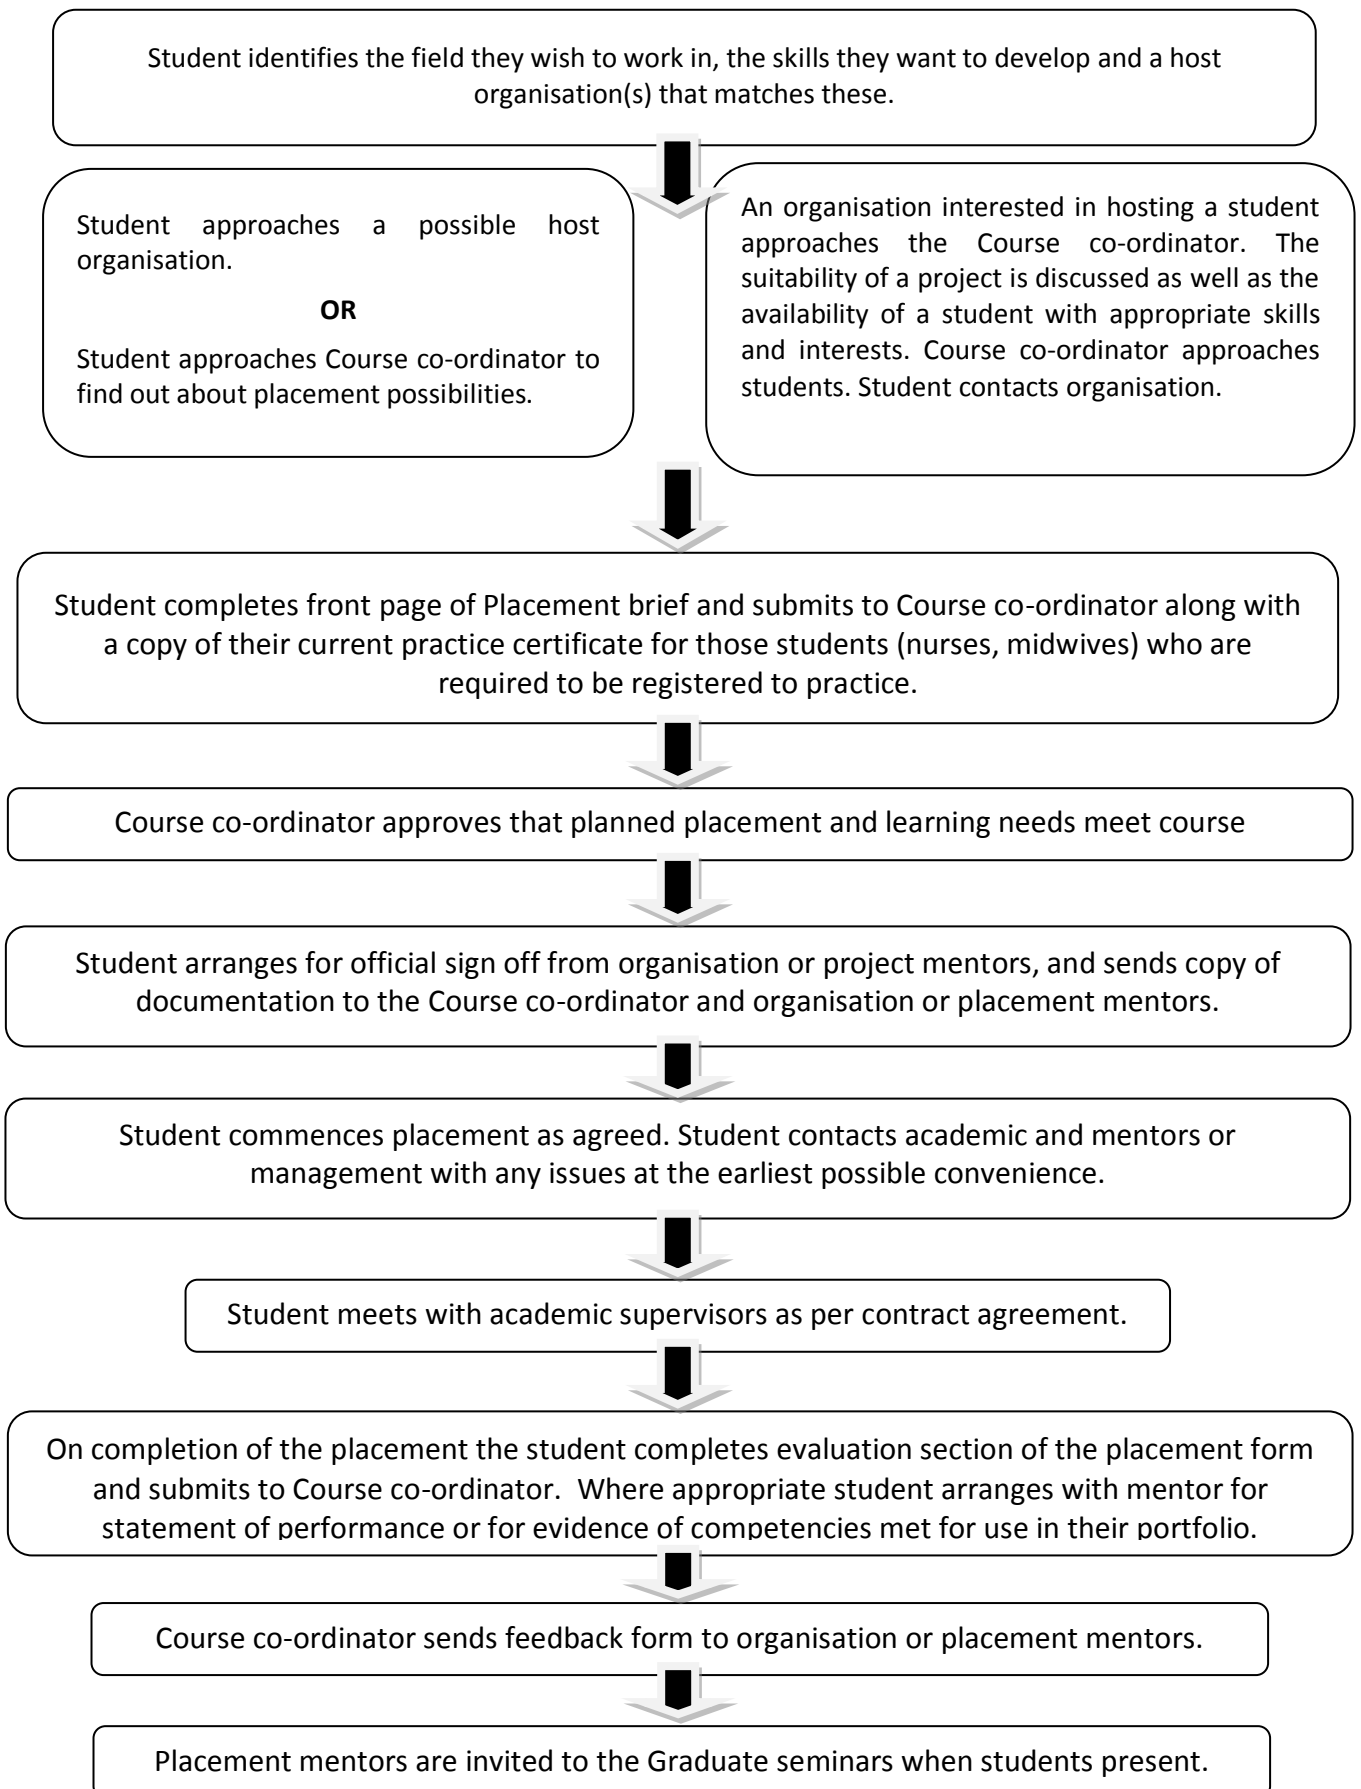 Student identifies the field they wish to work in, the skills they want to develop and a host
organisation(s) that matches these.
Student approaches a possible host
organisation.
OR
Student approaches Course co-ordinator to
find out about placement possibilities.
An organisation interested in hosting a student
approaches the Course co-ordinator. The
suitability of a project is discussed as well as the
availability of a student with appropriate skills
and interests. Course co-ordinator approaches
students. Student contacts organisation.
Student completes front page of Placement brief and submits to Course co-ordinator along with
a copy of their current practice certificate for those students (nurses, midwives) who are
required to be registered to practice.
Course co-ordinator approves that planned placement and learning needs meet course
Student arranges for official sign off from organisation or project mentors, and sends copy of
documentation to the Course co-ordinator and organisation or placement mentors.
Student commences placement as agreed. Student contacts academic and mentors or
management with any issues at the earliest possible convenience.
Student meets with academic supervisors as per contract agreement.
On completion of the placement the student completes evaluation section of the placement form
and submits to Course co-ordinator. Where appropriate student arranges with mentor for
statement of performance or for evidence of competencies met for use in their portfolio.
Course co-ordinator sends feedback form to organisation or placement mentors.
Placement mentors are invited to the Graduate seminars when students present.